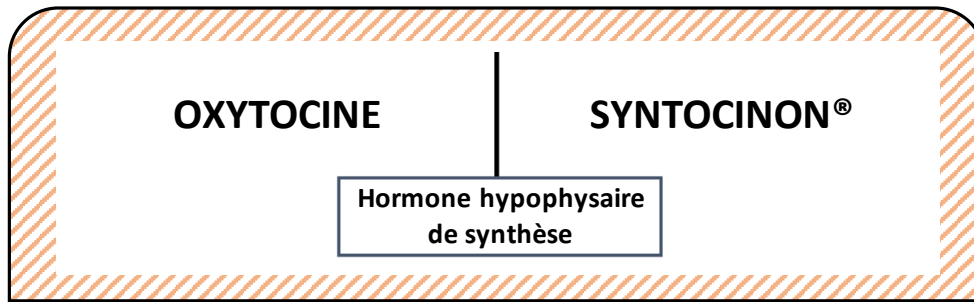 OXYTOCINE
SYNTOCINON®
Hormone hypophysaire
de synthèse